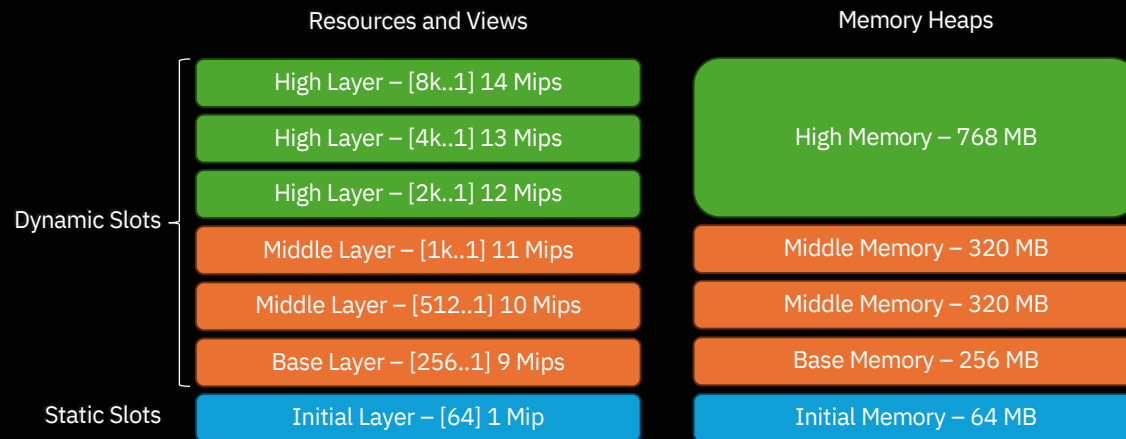 Resources and Views
Memory Heaps
Dynamic Slots
High Layer – [8k..1] 14 Mips
High Layer – [4k..1] 13 Mips
High Layer – [2k..1] 12 Mips
Middle Layer – [1k..1] 11 Mips
Middle Layer – [512..1] 10 Mips
Base Layer – [256..1] 9 Mips
High Memory – 768 MB
Middle Memory – 320 MB
Middle Memory – 320 MB
Base Memory – 256 MB
Static Slots
Initial Layer – [64] 1 Mip
Initial Memory – 64 MB